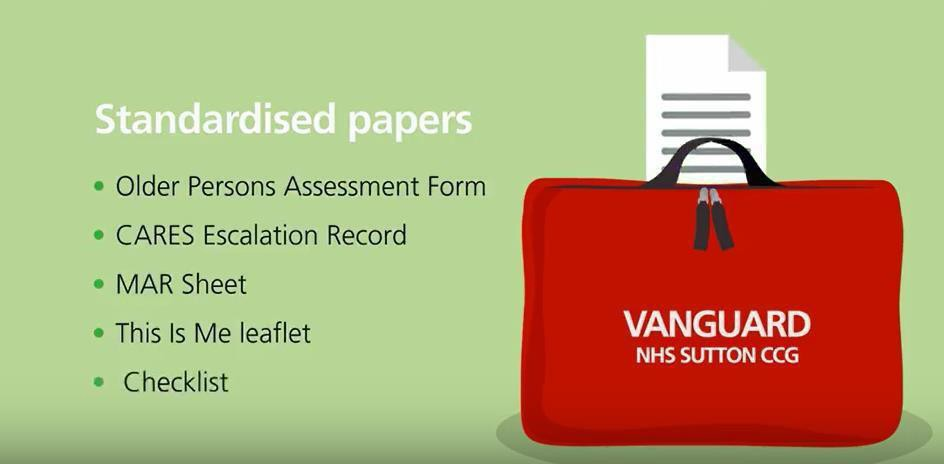 Standardised papers
Older Persons Assessment Form
CARES Escalation Record
MAR Sheet
This Is Me leaflet
Checklist
VANGUARD
NHS SUTTON CCG